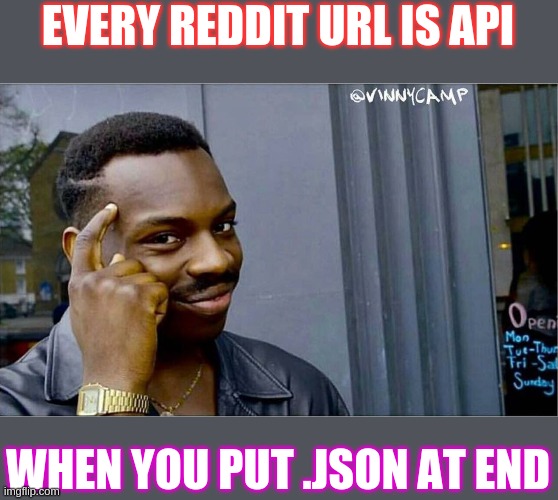 EVERY REDDIT URL IS API
@VINNYCAMP
Open
Mon
Tue-Thur
Fri-Sat
Sunday
WHEN YOU PUT .JSON AT END
imgflip.com